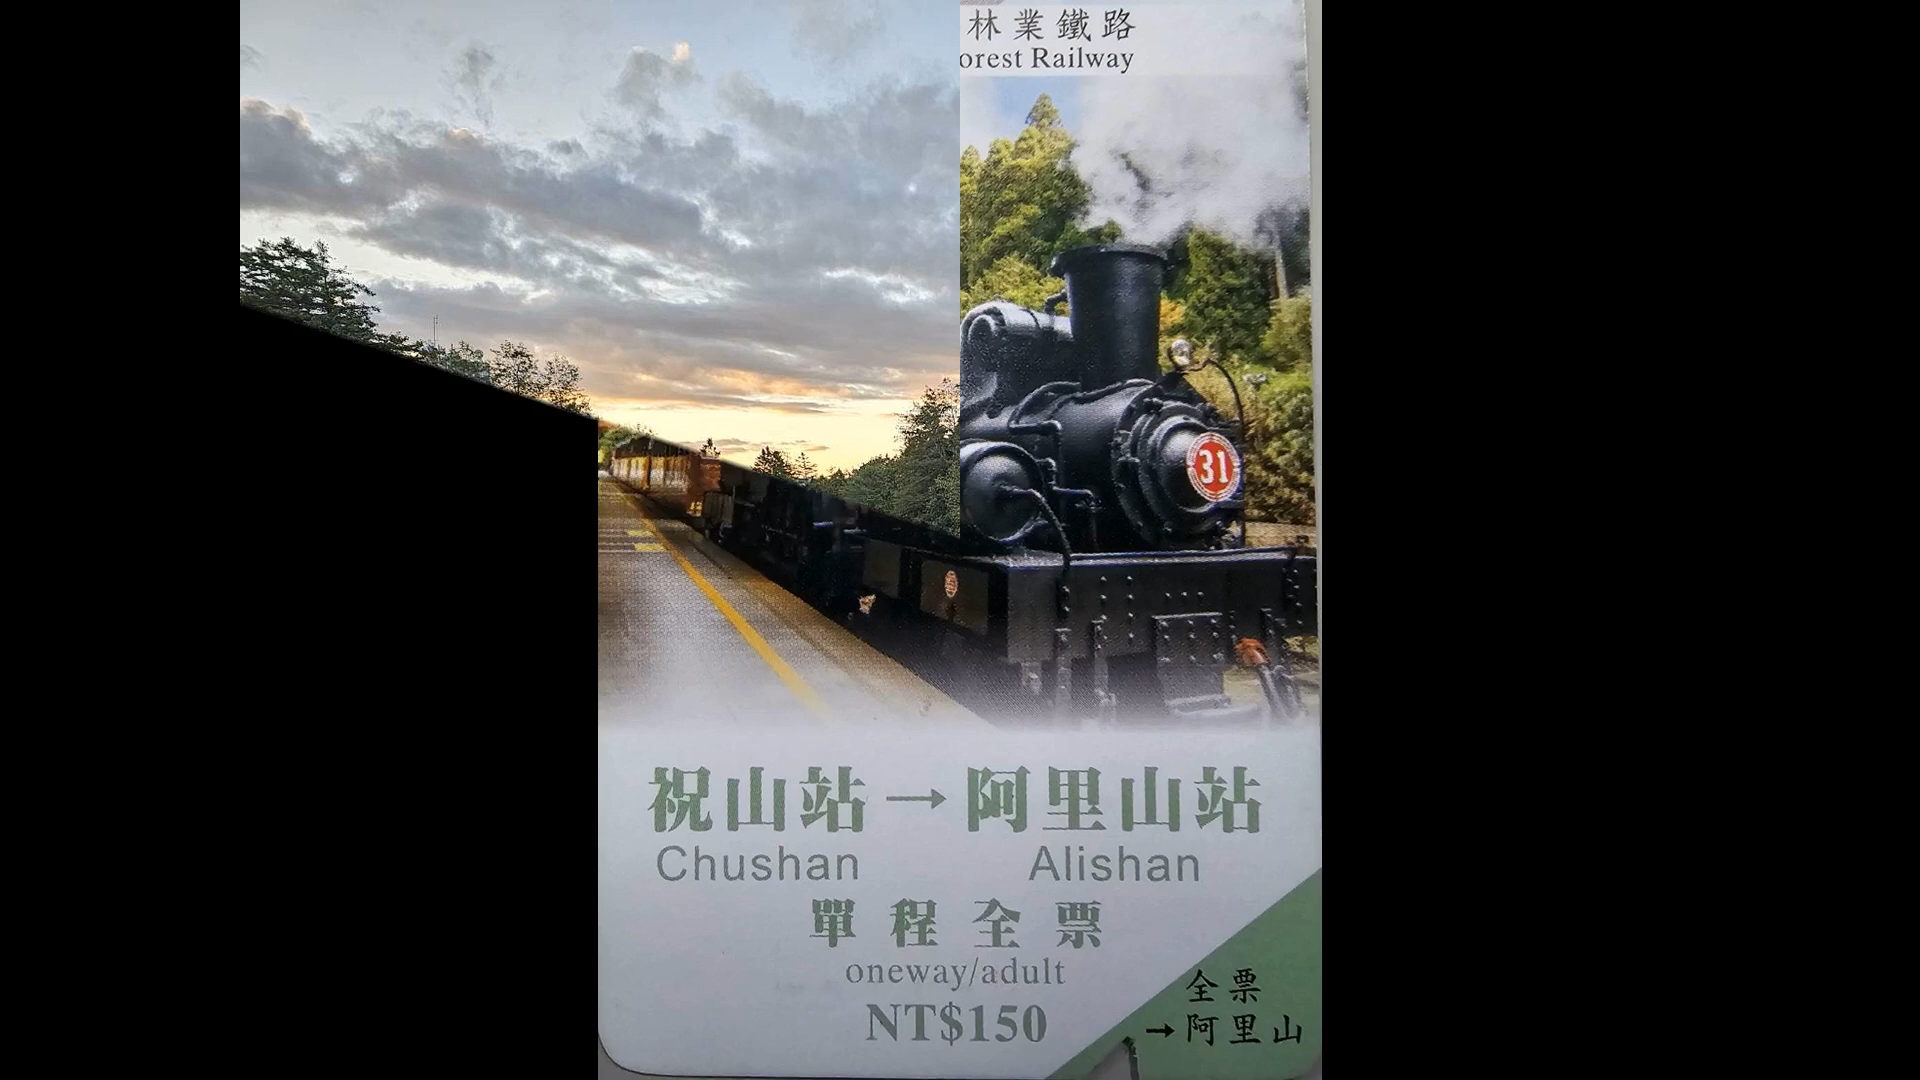 林業鐵路
orest Railway
31
祝山站→阿里山站
Chushan Alishan
單程全票
oneway/adult
NT$150
全票
→阿里山